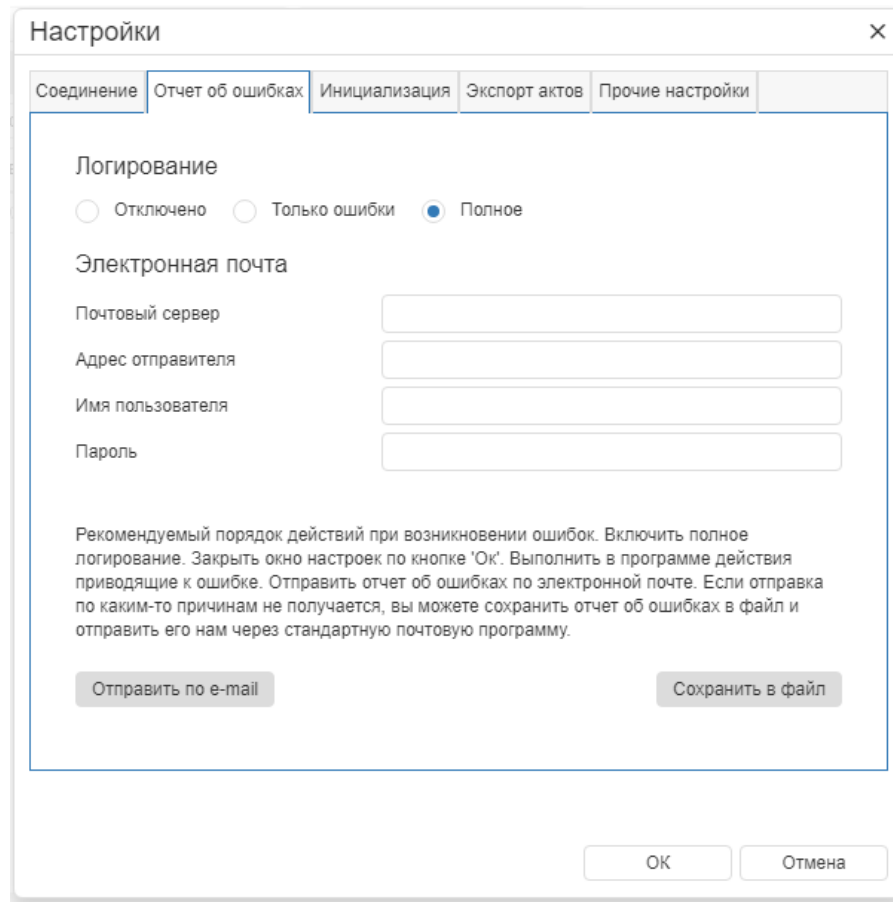 Настройки
Соединение Отчет об ошибках Инициализация Экспорт актов Прочие настройки
Логирование
Отключено Только ошибки Полное
Электронная почта
Почтовый сервер
Адрес отправителя
Имя пользователя
Пароль
Рекомендуемый порядок действий при возникновении ошибок. Включить полное
логирование. Закрыть окно настроек по кнопке 'Ок'. Выполнить в программе действия
приводящие к ошибке. Отправить отчет об ошибках по электронной почте. Если отправка
по каким-то причинам не получается, вы можете сохранить отчет об ошибках в файл и
отправить его нам через стандартную почтовую программу.
Отправить по e-mail Сохранить в файл
ОК Отмена